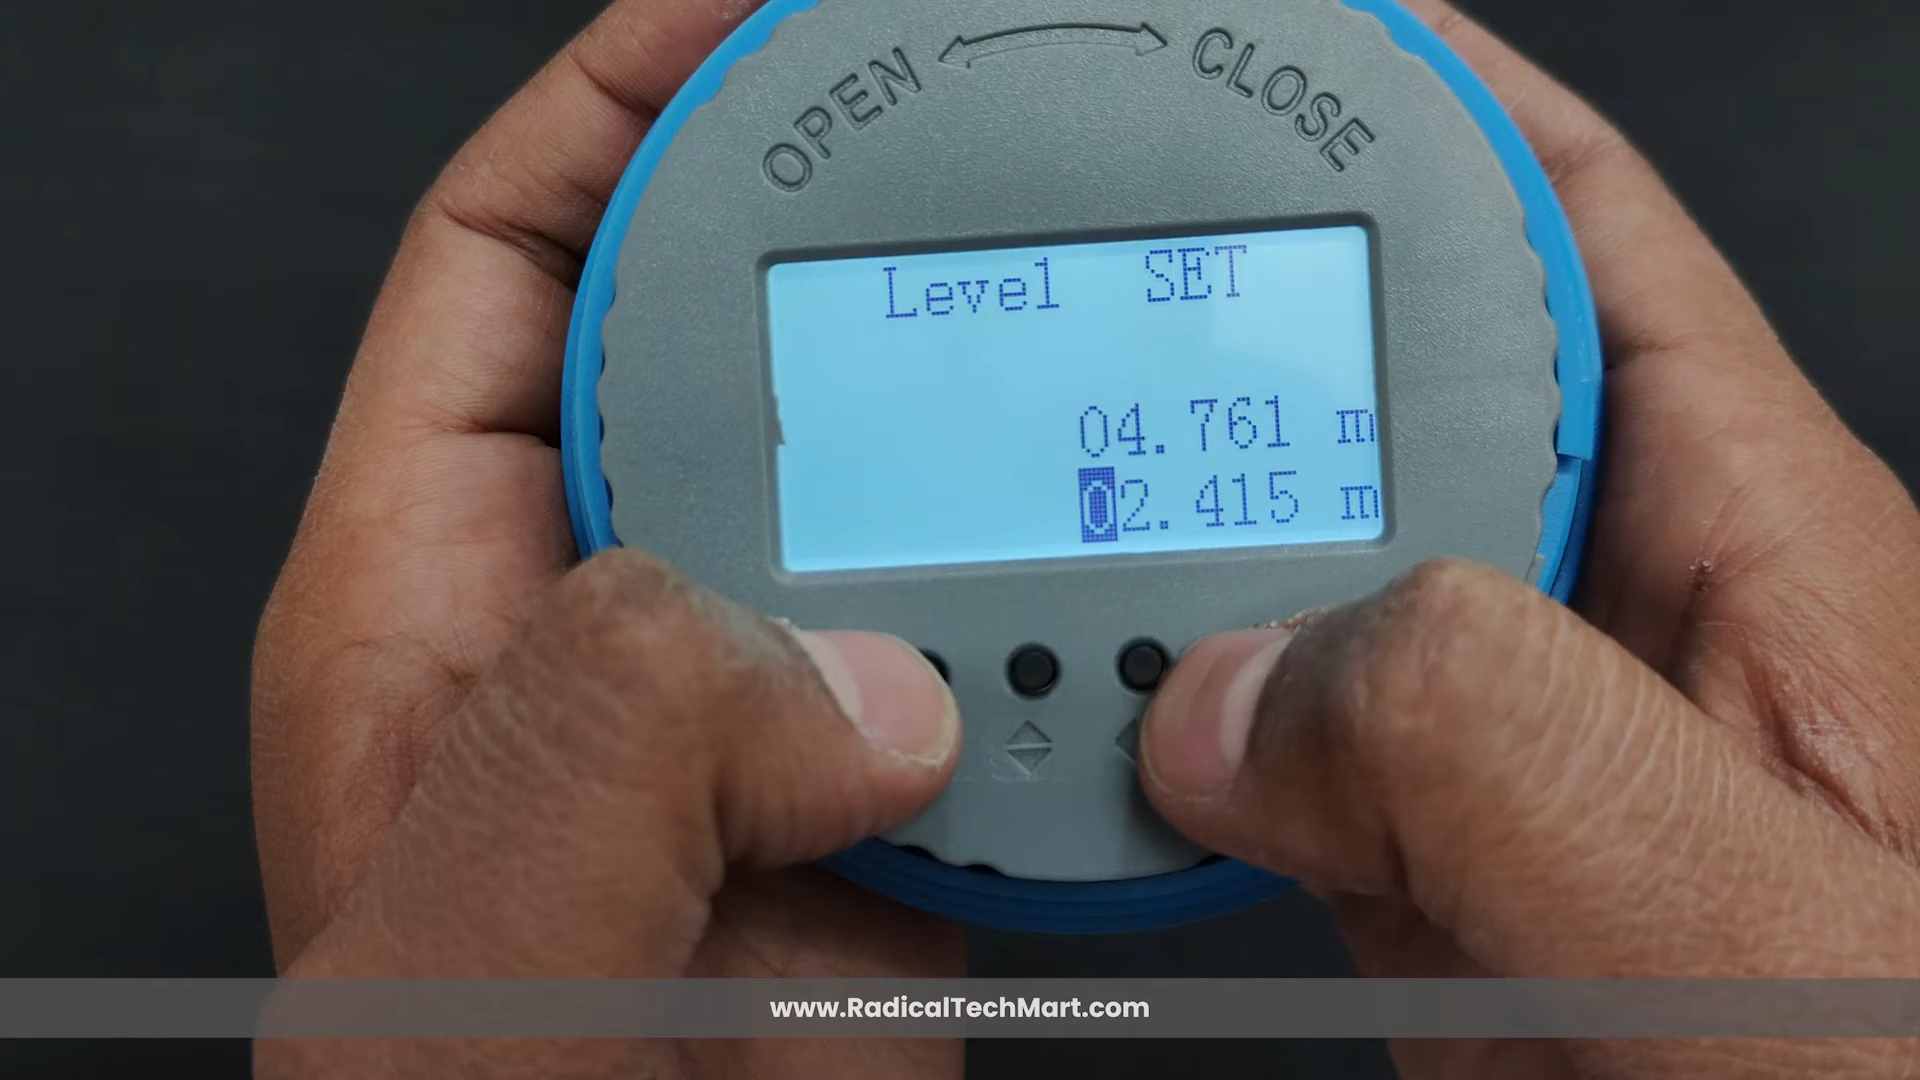 OPEN CLOSE
Level SET
04.761 m
02.415 m
www.RadicalTechMart.com